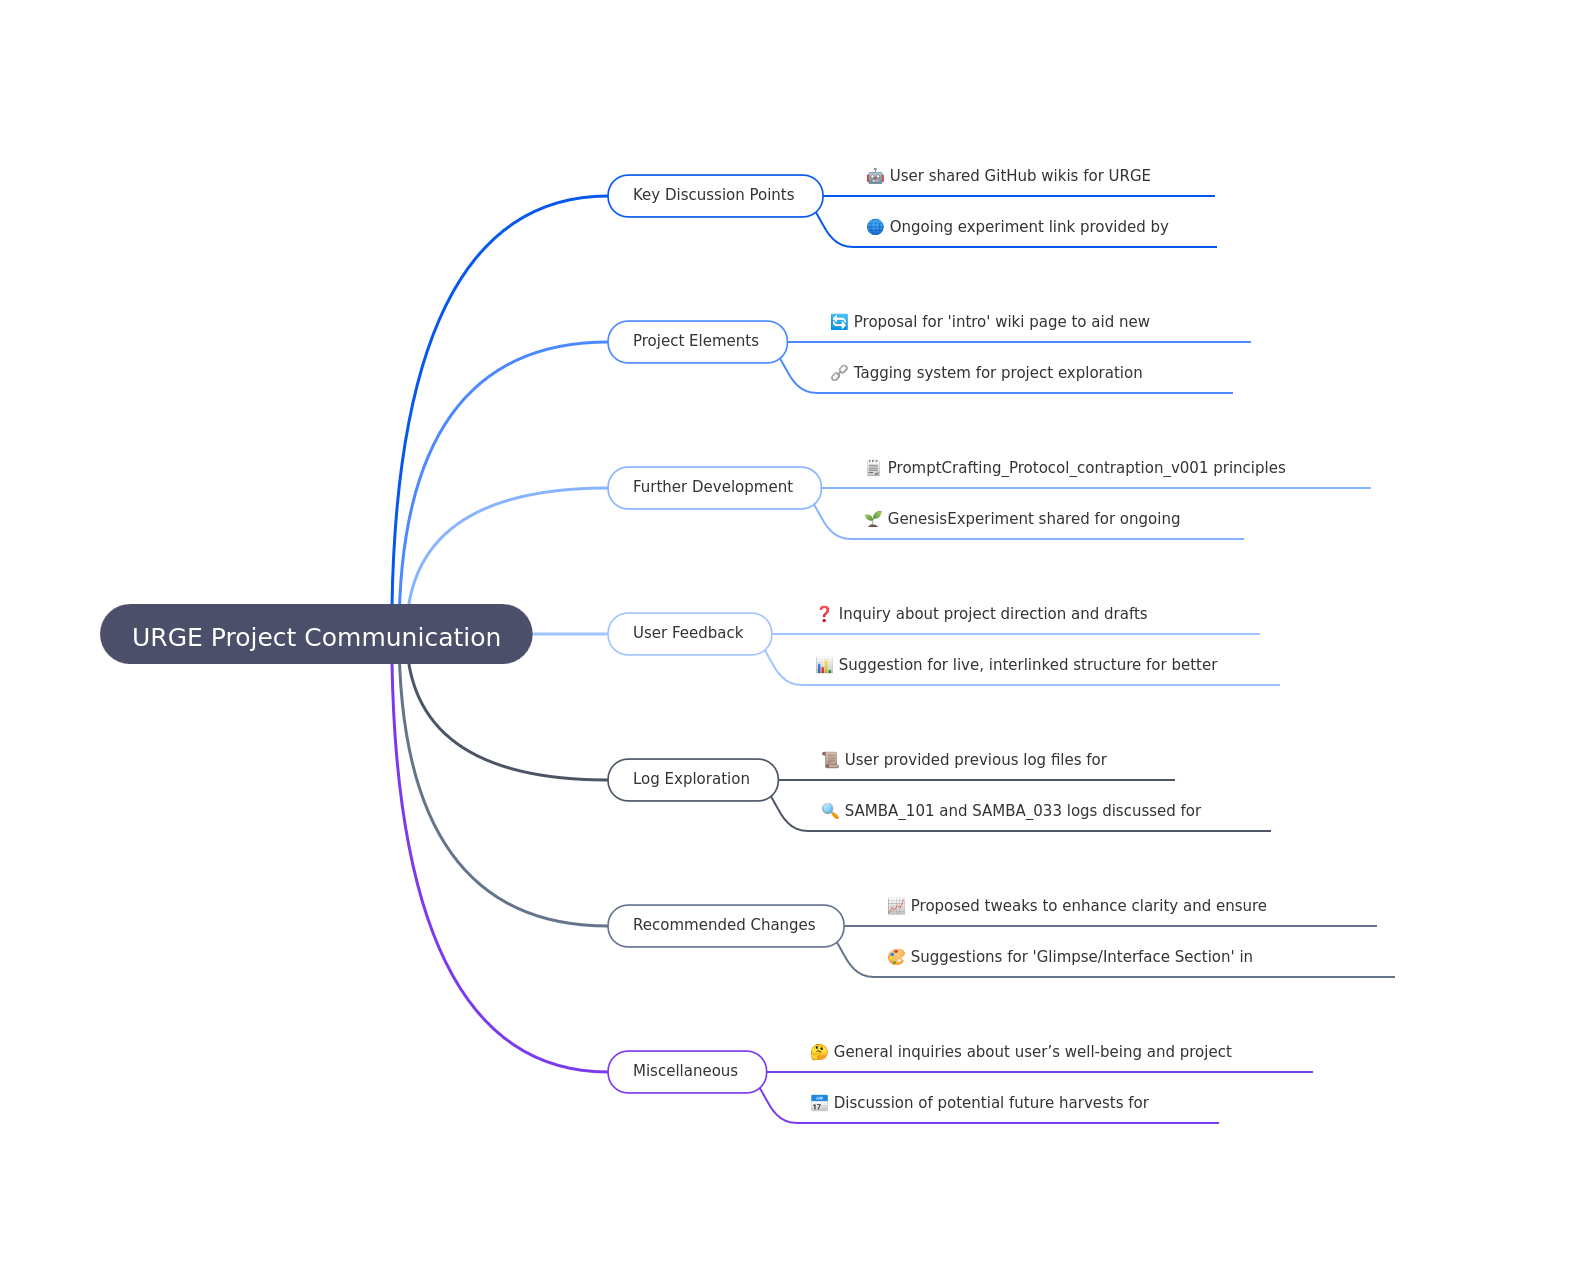 Key Discussion Points
🤖 User shared GitHub wikis for URGE
🌐 Ongoing experiment link provided by
Project Elements
🔄 Proposal for 'intro' wiki page to aid new
🔗 Tagging system for project exploration
Further Development
🗒️ PromptCrafting_Protocol_contraption_v001 principles
🌱 GenesisExperiment shared for ongoing
URGE Project Communication
User Feedback
❓ Inquiry about project direction and drafts
📊 Suggestion for live, interlinked structure for better
Log Exploration
📜 User provided previous log files for
🔍 SAMBA_101 and SAMBA_033 logs discussed for
Recommended Changes
📈 Proposed tweaks to enhance clarity and ensure
🎨 Suggestions for 'Glimpse/Interface Section' in
Miscellaneous
🤔 General inquiries about user’s well-being and project
📅 Discussion of potential future harvests for